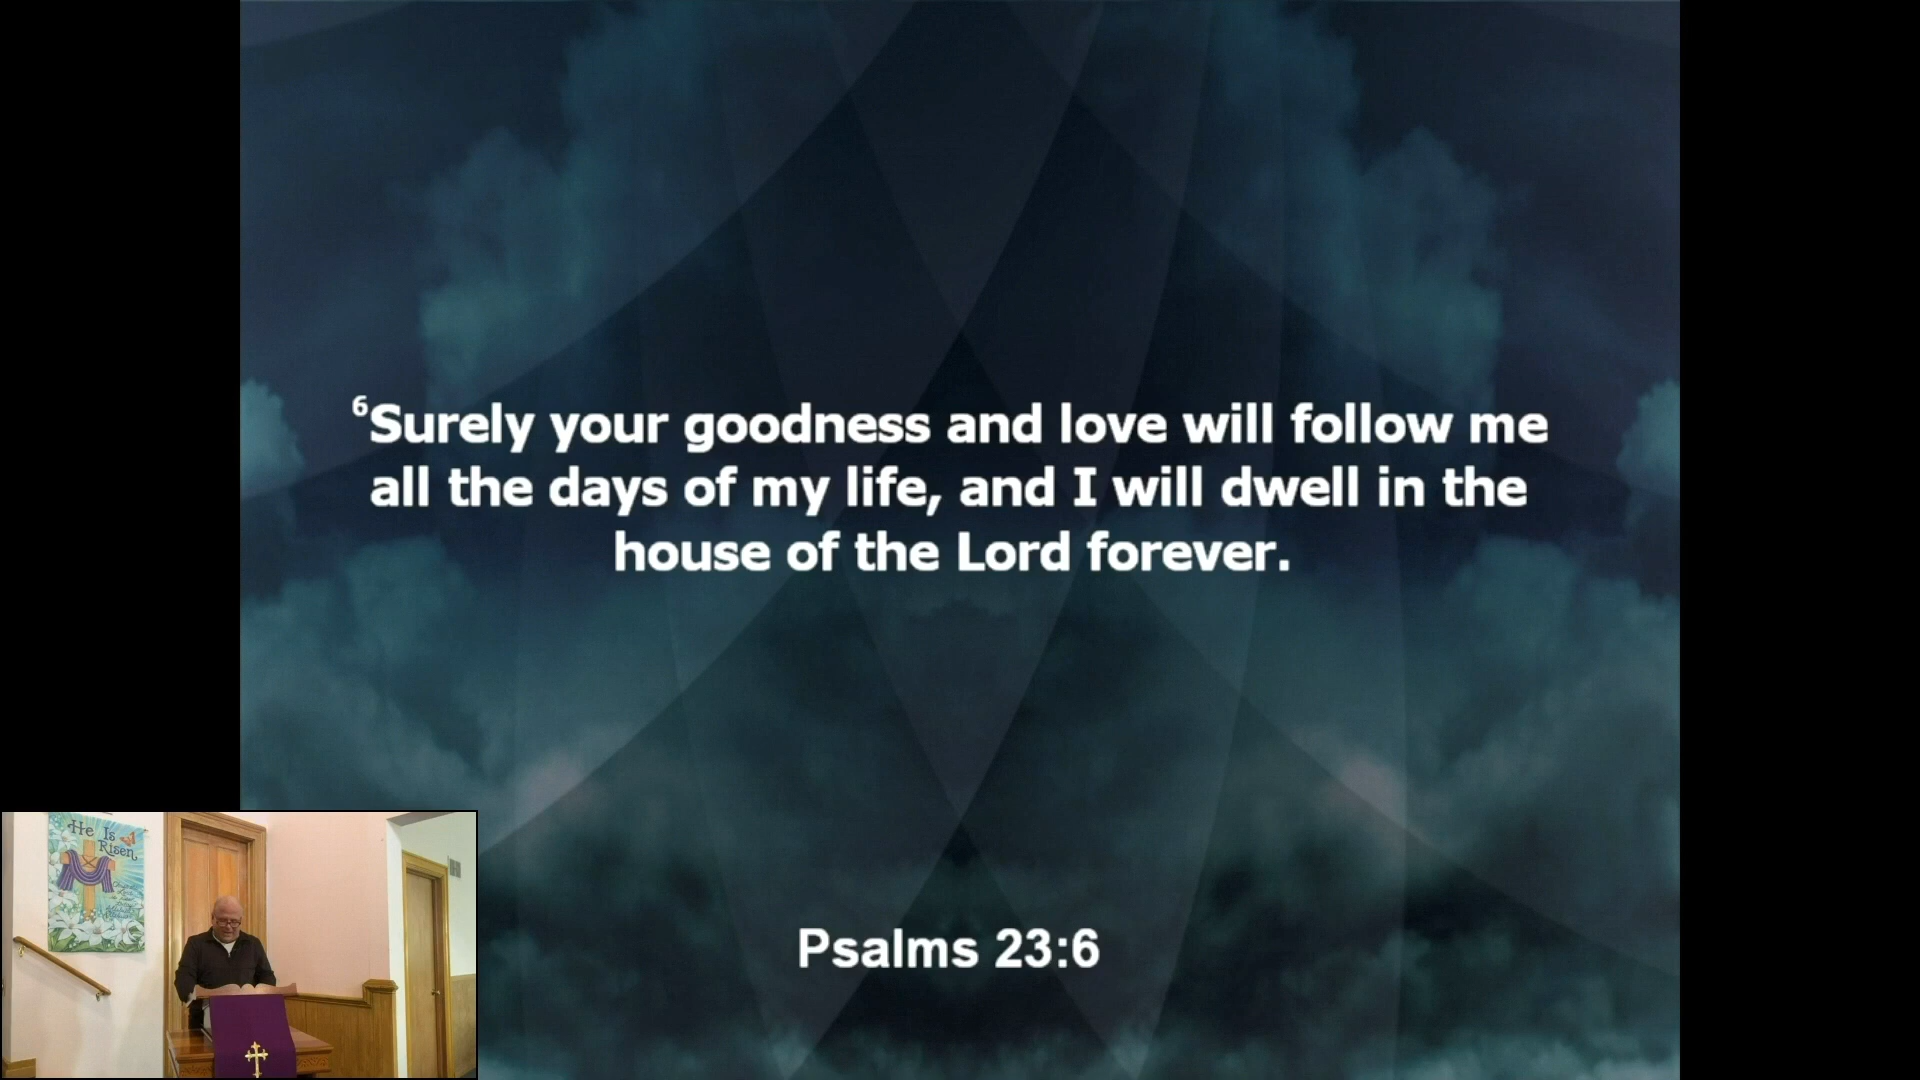 ⁶Surely your goodness and love will follow me
all the days of my life, and I will dwell in the
house of the Lord forever.
Psalms 23:6
He Is
Risen